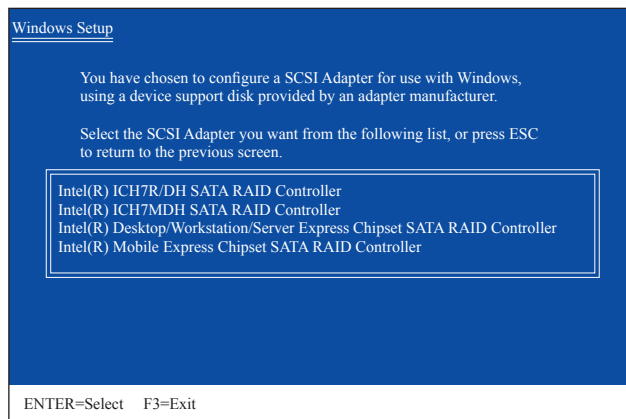 Windows Setup
You have chosen to configure a SCSI Adapter for use with Windows,
using a device support disk provided by an adapter manufacturer.
Select the SCSI Adapter you want from the following list, or press ESC
to return to the previous screen.
Intel(R) ICH7R/DH SATA RAID Controller
Intel(R) ICH7MDH SATA RAID Controller
Intel(R) Desktop/Workstation/Server Express Chipset SATA RAID Controller
Intel(R) Mobile Express Chipset SATA RAID Controller
ENTER=Select F3=Exit